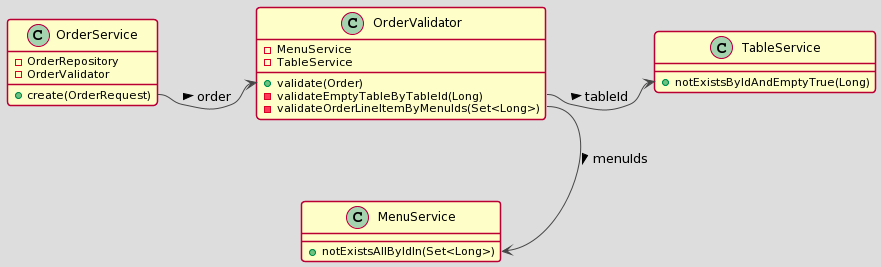 C OrderService
OrderRepository
OrderValidator
create(OrderRequest)
order
C OrderValidator
MenuService
TableService
validate(Order)
validateEmptyTableByTableId(Long)
validateOrderLineItemByMenuIds(Set<Long>)
tableId
C TableService
notExistsByIdAndEmptyTrue(Long)
menuIds
C MenuService
notExistsAllByIdIn(Set<Long>)